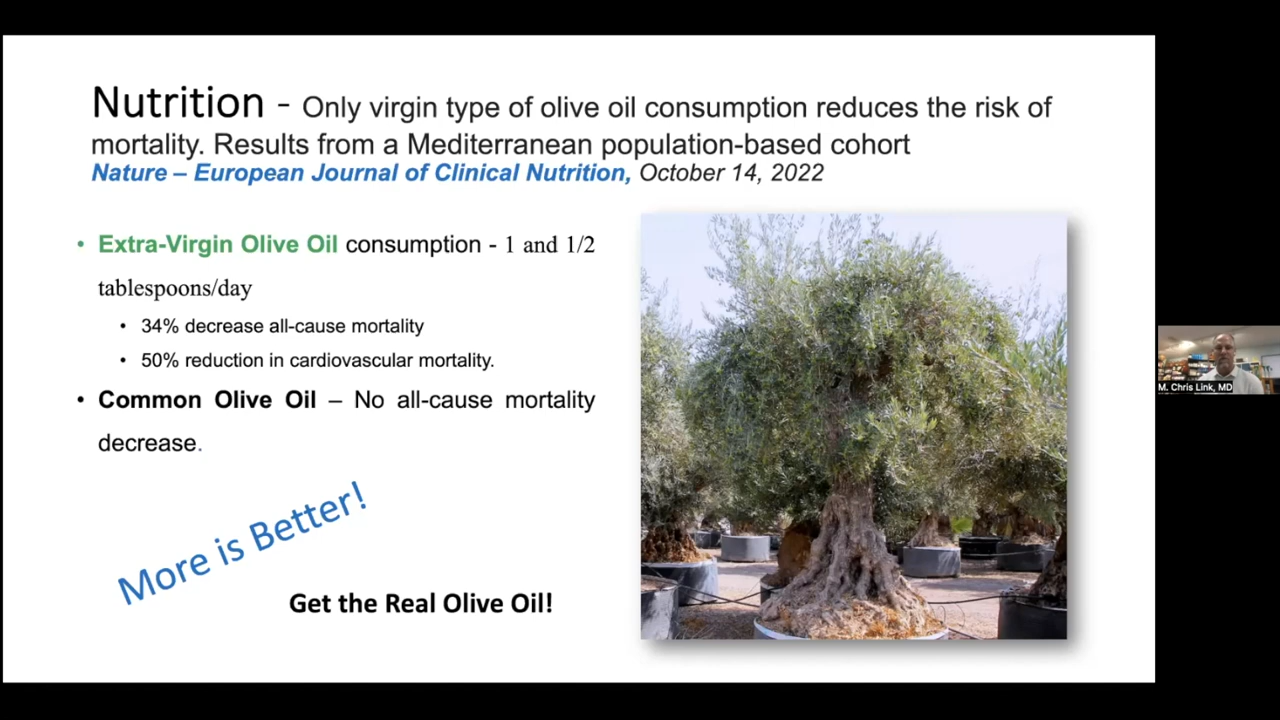 Nutrition - Only virgin type of olive oil consumption reduces the risk of
mortality. Results from a Mediterranean population-based cohort
Nature – European Journal of Clinical Nutrition, October 14, 2022
• Extra-Virgin Olive Oil consumption - 1 and 1/2
tablespoons/day
• 34% decrease all-cause mortality
• 50% reduction in cardiovascular mortality.
• Common Olive Oil – No all-cause mortality
decrease.
More is Better!
Get the Real Olive Oil!
M. Chris Link, MD